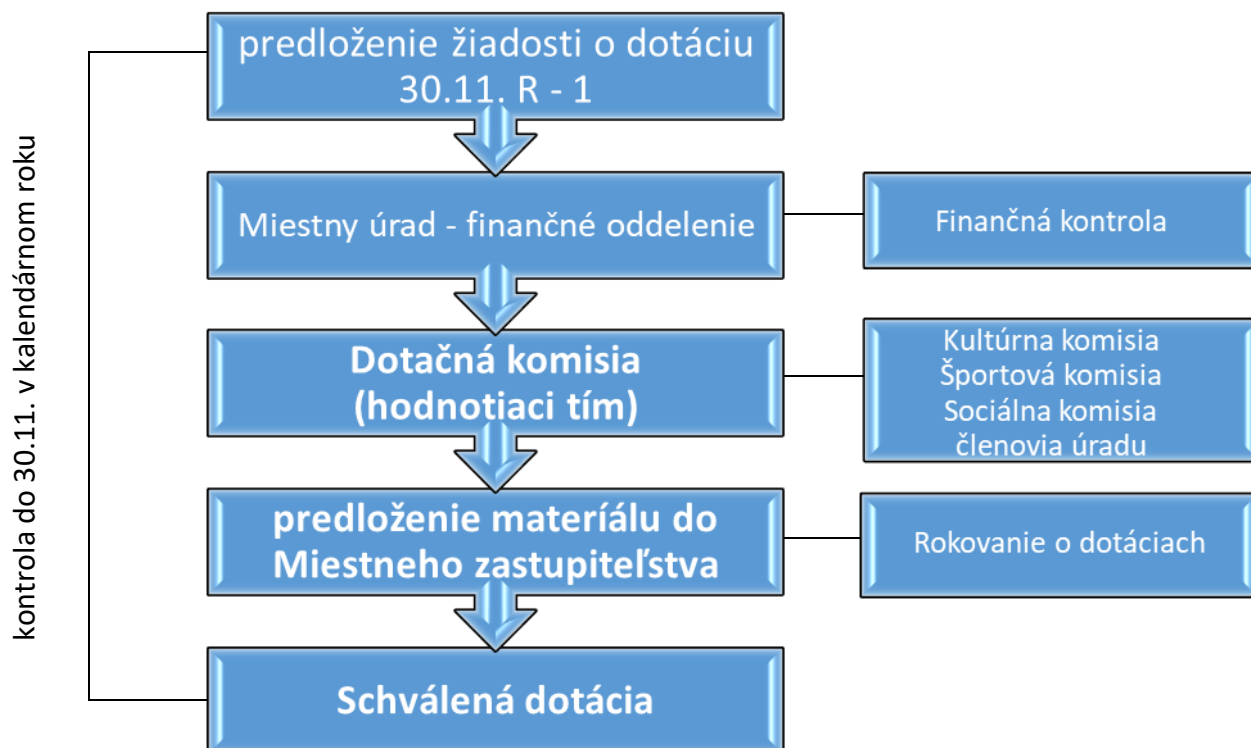 predloženie žiadosti o dotáciu
30.11. R - 1
Miestny úrad - finančné oddelenie
Finančná kontrola
Dotačná komisia
(hodnotiaci tím)
Kultúrna komisia
Športová komisia
Sociálna komisia
členovia úradu
predloženie materíálu do
Miestneho zastupiteľstva
Rokovanie o dotáciach
Schválená dotácia
kontrola do 30.11. v kalendárnom roku